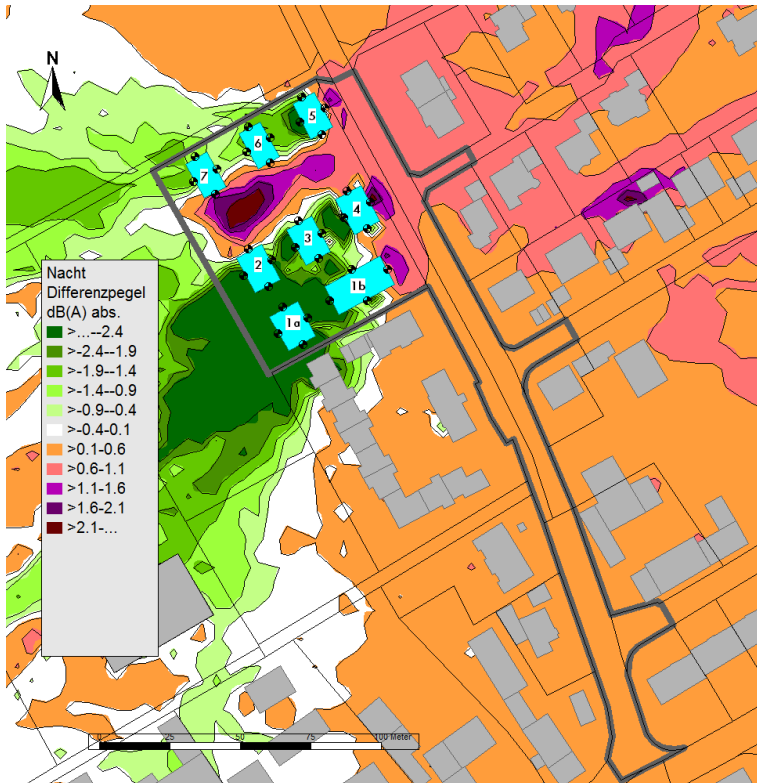 N
5
6
7
4
3
2
1b
1a
Nacht
Differenzpegel
dB(A) abs.
>...--2.4
>-2.4--1.9
>-1.9--1.4
>-1.4--0.9
>-0.9--0.4
>-0.4-0.1
>0.1-0.6
>0.6-1.1
>1.1-1.6
>1.6-2.1
>2.1-...
0 25 50 75 100 Meter